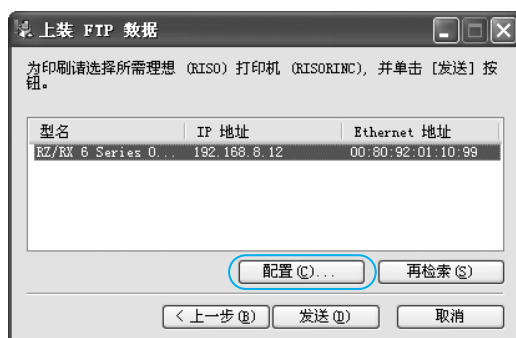 上装 FTP 数据
为印刷请选择所需理想 (RISO) 打印机 (RISORINC), 并单击 [发送] 按
钮。
型名 IP 地址 Ethernet 地址
RZ/RX 6 Series 0... 192.168.8.12 00:80:92:01:10:99
配置(C)... 再检索(S)
< 上一步(B) 发送(D) 取消